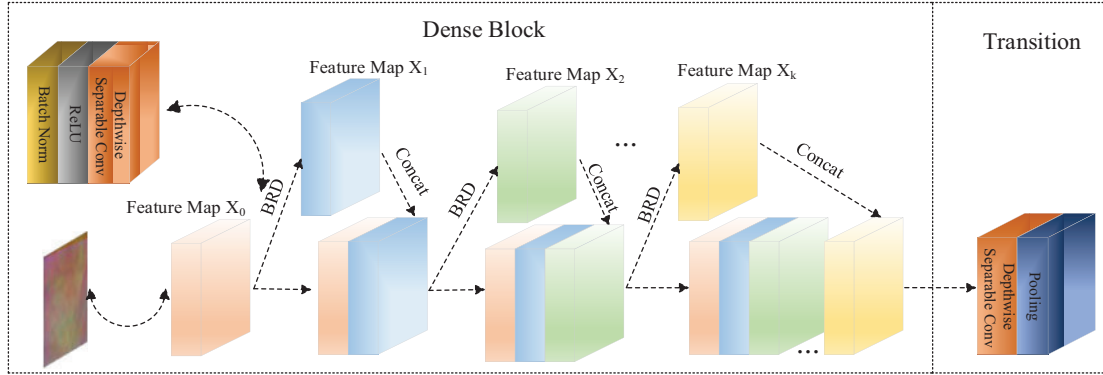 Dense Block
Transition
Feature Map X₁
Feature Map X₂
Feature Map Xₖ
Batch Norm
ReLU
Depthwise
Separable Conv
...
Concat
Concat
Concat
BRD
BRD
BRD
Feature Map X₀
Depthwise
Separable Conv
Pooling
...